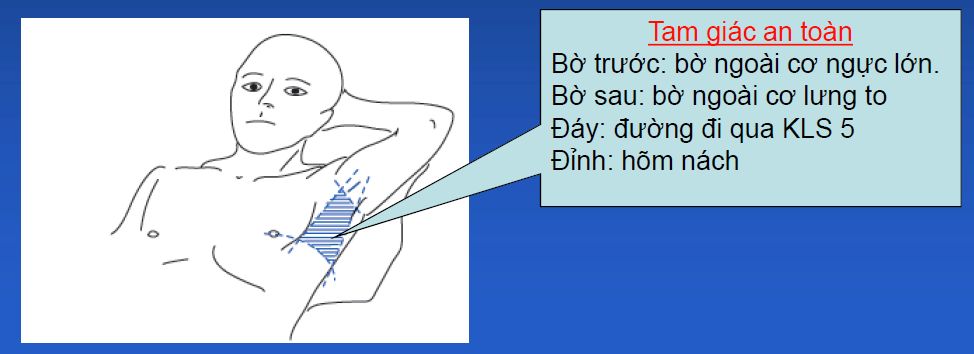 Tam giác an toàn
Bờ trước: bờ ngoài cơ ngực lớn.
Bờ sau: bờ ngoài cơ lưng to
Đáy: đường đi qua KLS 5
Đỉnh: hõm nách